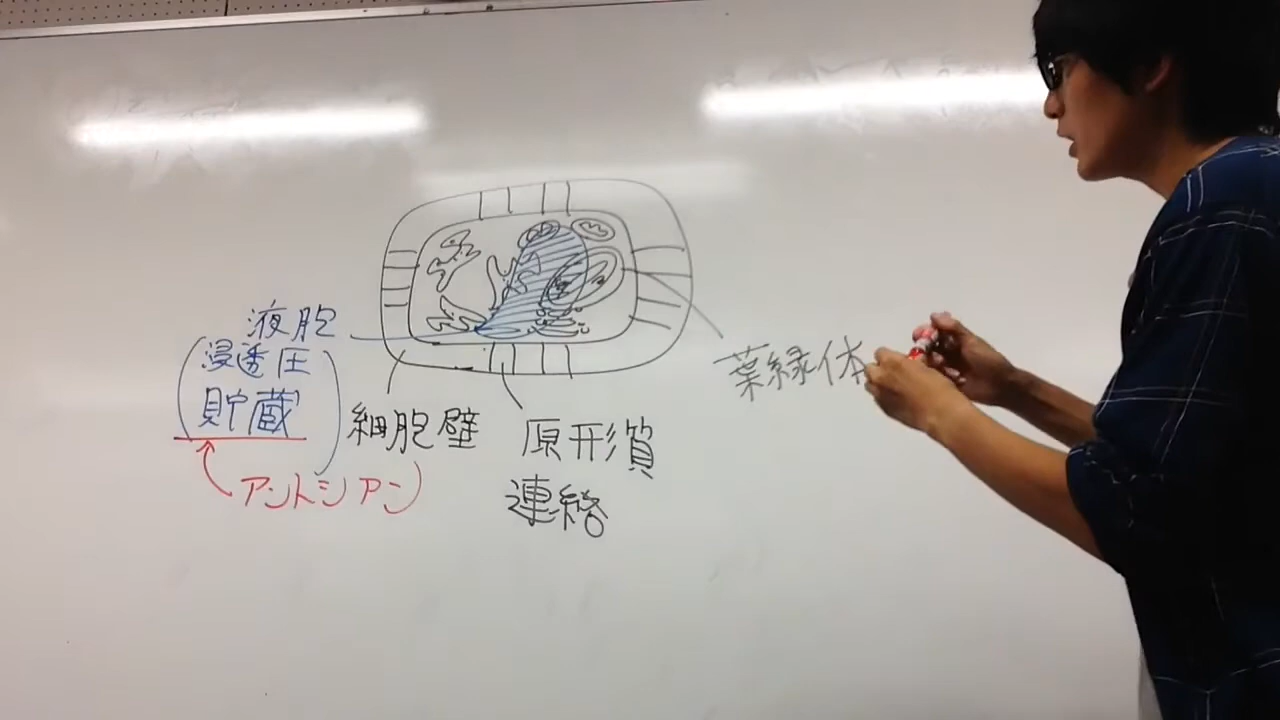 液胞
(浸透圧
貯蔵)
アントシアン
細胞壁
原形質
連絡
葉緑体